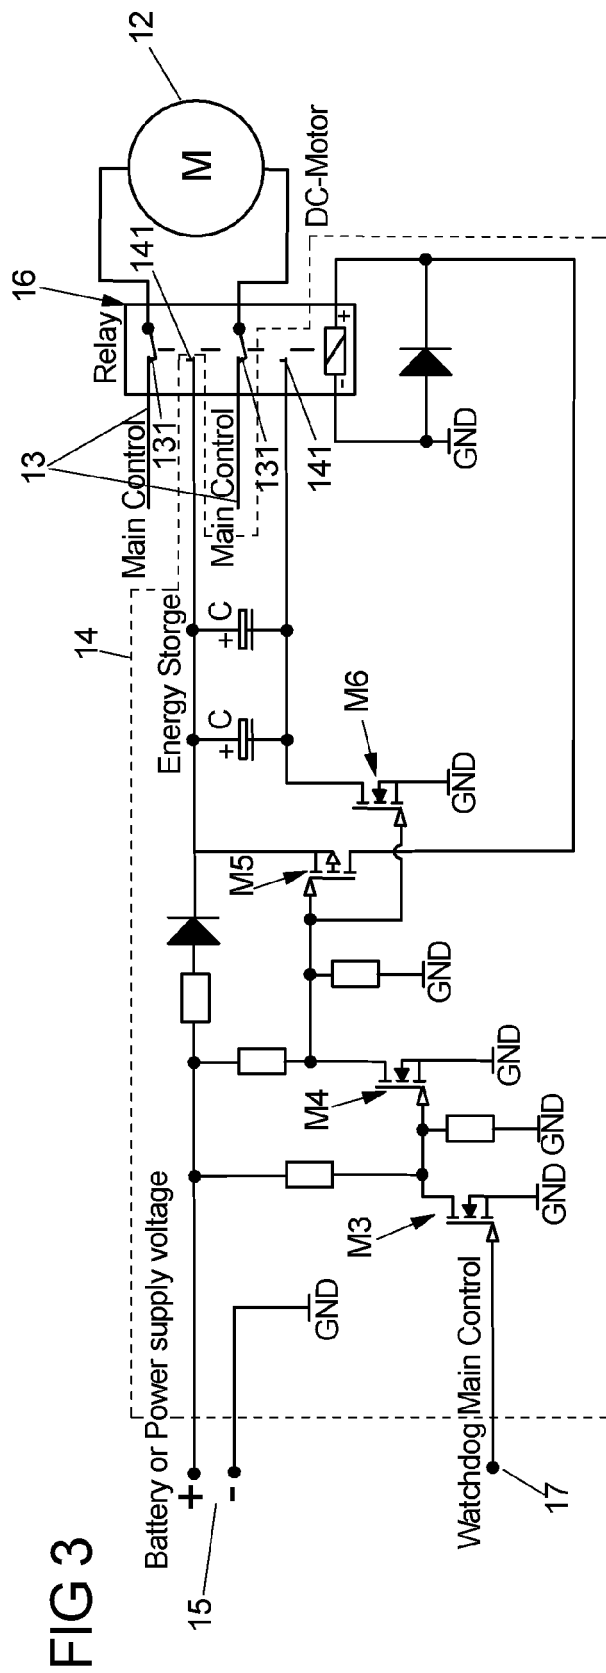 FIG 3
Battery or Power supply voltage
+
-
15
GND
Watchdog Main Control
17
14
M3
GND
GND
M4
GND
GND
M5
M6
GND
Energy Storge
+
C
+
C
13
Main Control
131
Main Control
131
141
141
Relay
16
-
+
GND
DC-Motor
M
12